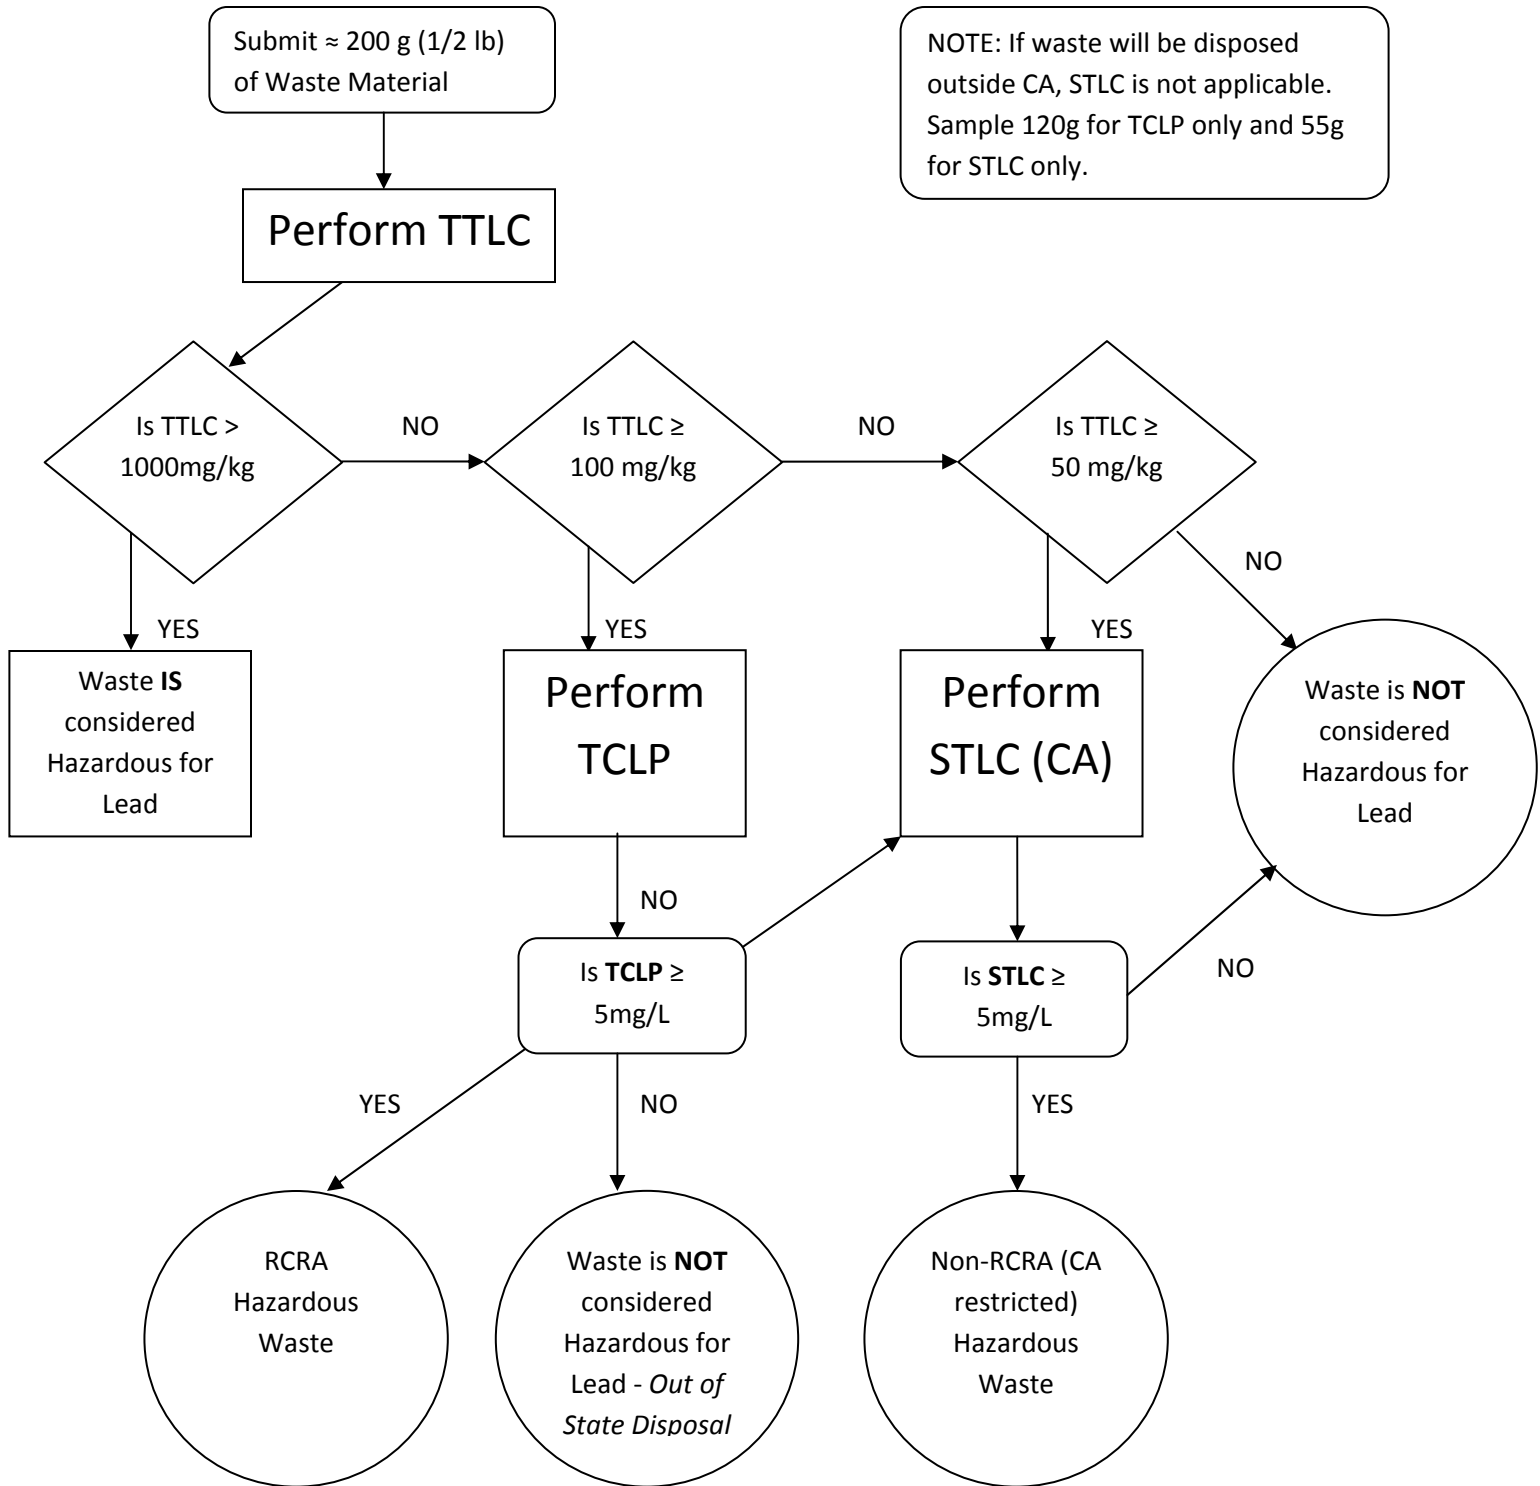 Submit ≈ 200 g (1/2 lb)
of Waste Material
NOTE: If waste will be disposed
outside CA, STLC is not applicable.
Sample 120g for TCLP only and 55g
for STLC only.
Perform TTLC
Is TTLC >
1000mg/kg
NO
Is TTLC ≥
100 mg/kg
NO
Is TTLC ≥
50 mg/kg
NO
YES
YES
YES
Waste IS
considered
Hazardous for
Lead
Perform
TCLP
Perform
STLC (CA)
Waste is NOT
considered
Hazardous for
Lead
NO
Is TCLP ≥
5mg/L
Is STLC ≥
5mg/L
NO
YES
NO
YES
RCRA
Hazardous
Waste
Waste is NOT
considered
Hazardous for
Lead - Out of
State Disposal
Non-RCRA (CA
restricted)
Hazardous
Waste